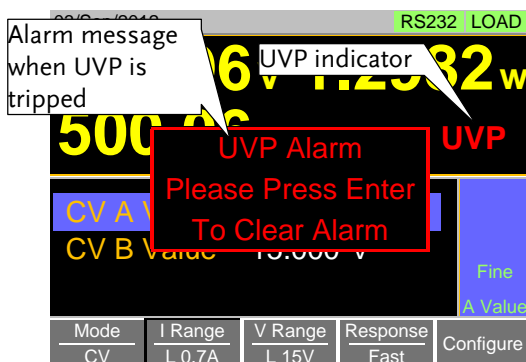 RS232 LOAD
Alarm message
when UVP is
tripped
UVP indicator
UVP
UVP Alarm
Please Press Enter
To Clear Alarm
CV A
CV B Value
Fine
A Value
Mode
CV
I Range
L 0.7A
V Range
L 15V
Response
Fast
Configure